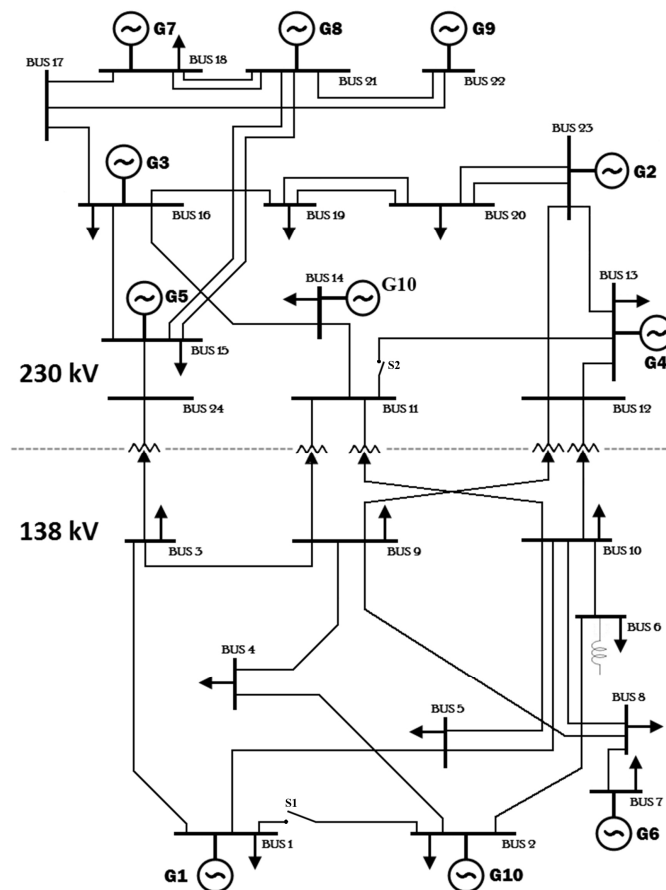 G7
G8
G9
BUS 17
BUS 18
BUS 21
BUS 22
BUS 23
G3
G2
BUS 16
BUS 19
BUS 20
BUS 14
BUS 13
G5
G10
BUS 15
S2
G4
230 kV
BUS 24
BUS 11
BUS 12
138 kV
BUS 3
BUS 9
BUS 10
BUS 4
BUS 6
BUS 5
BUS 8
S1
BUS 7
BUS 1
BUS 2
G6
G1
G10